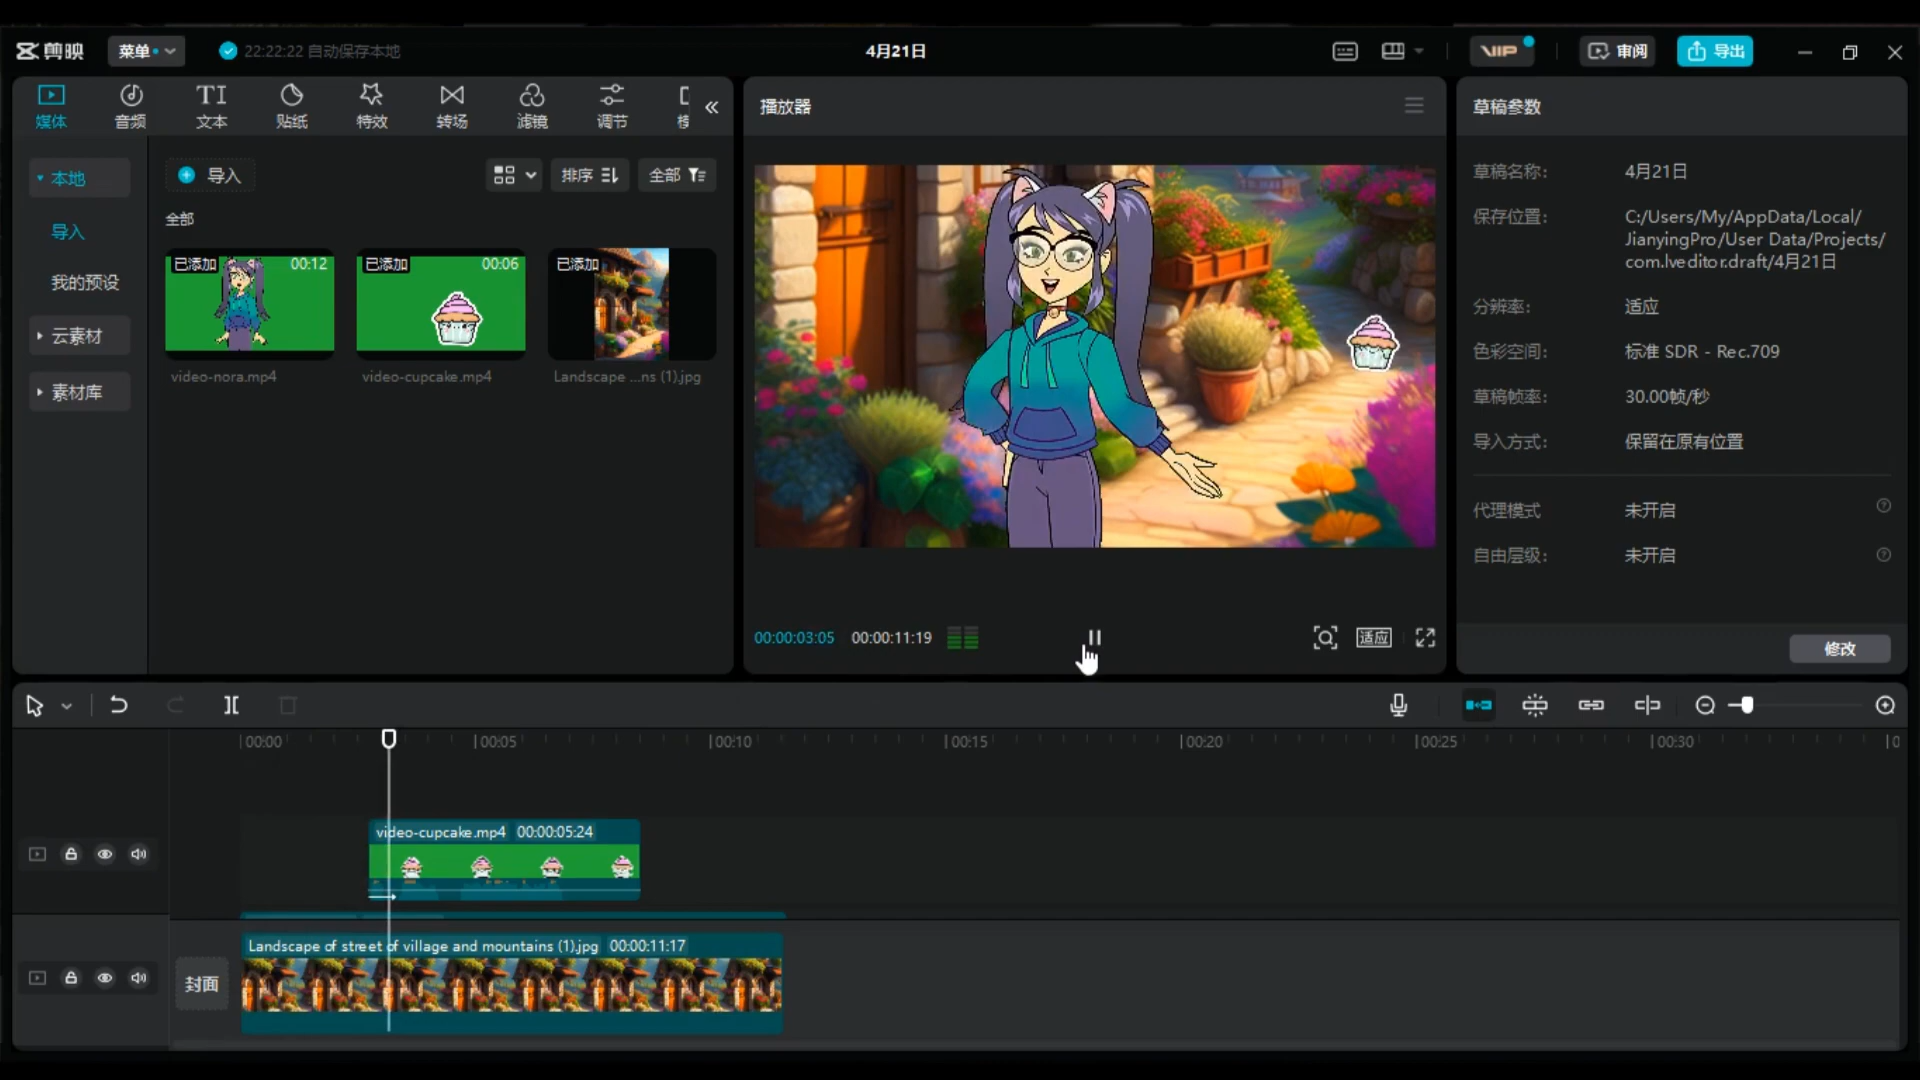 剪映
菜单
22:22:22 自动保存本地
4月21日
VIP
审阅
导出
媒体
音频
TI
文本
贴纸
特效
转场
滤镜
调节
本地
导入
我的预设
云素材
素材库
导入
排序
全部
全部
已添加
00:12
已添加
00:06
已添加
video-nora.mp4
video-cupcake.mp4
Landscape ...ns (1).jpg
播放器
00:00:03:05
00:00:11:19
适应
草稿参数
草稿名称:
4月21日
保存位置:
C:/Users/My/AppData/Local/
JianyingPro/User Data/Projects/
com.lveditor.draft/4月21日
分辨率:
适应
色彩空间:
标准 SDR - Rec.709
草稿帧率:
30.00帧/秒
导入方式:
保留在原有位置
代理模式
未开启
自由层级:
未开启
修改
00:00
00:05
00:10
00:15
00:20
00:25
00:30
video-cupcake.mp4 00:00:05:24
Landscape of street of village and mountains (1).jpg 00:00:11:17
封面